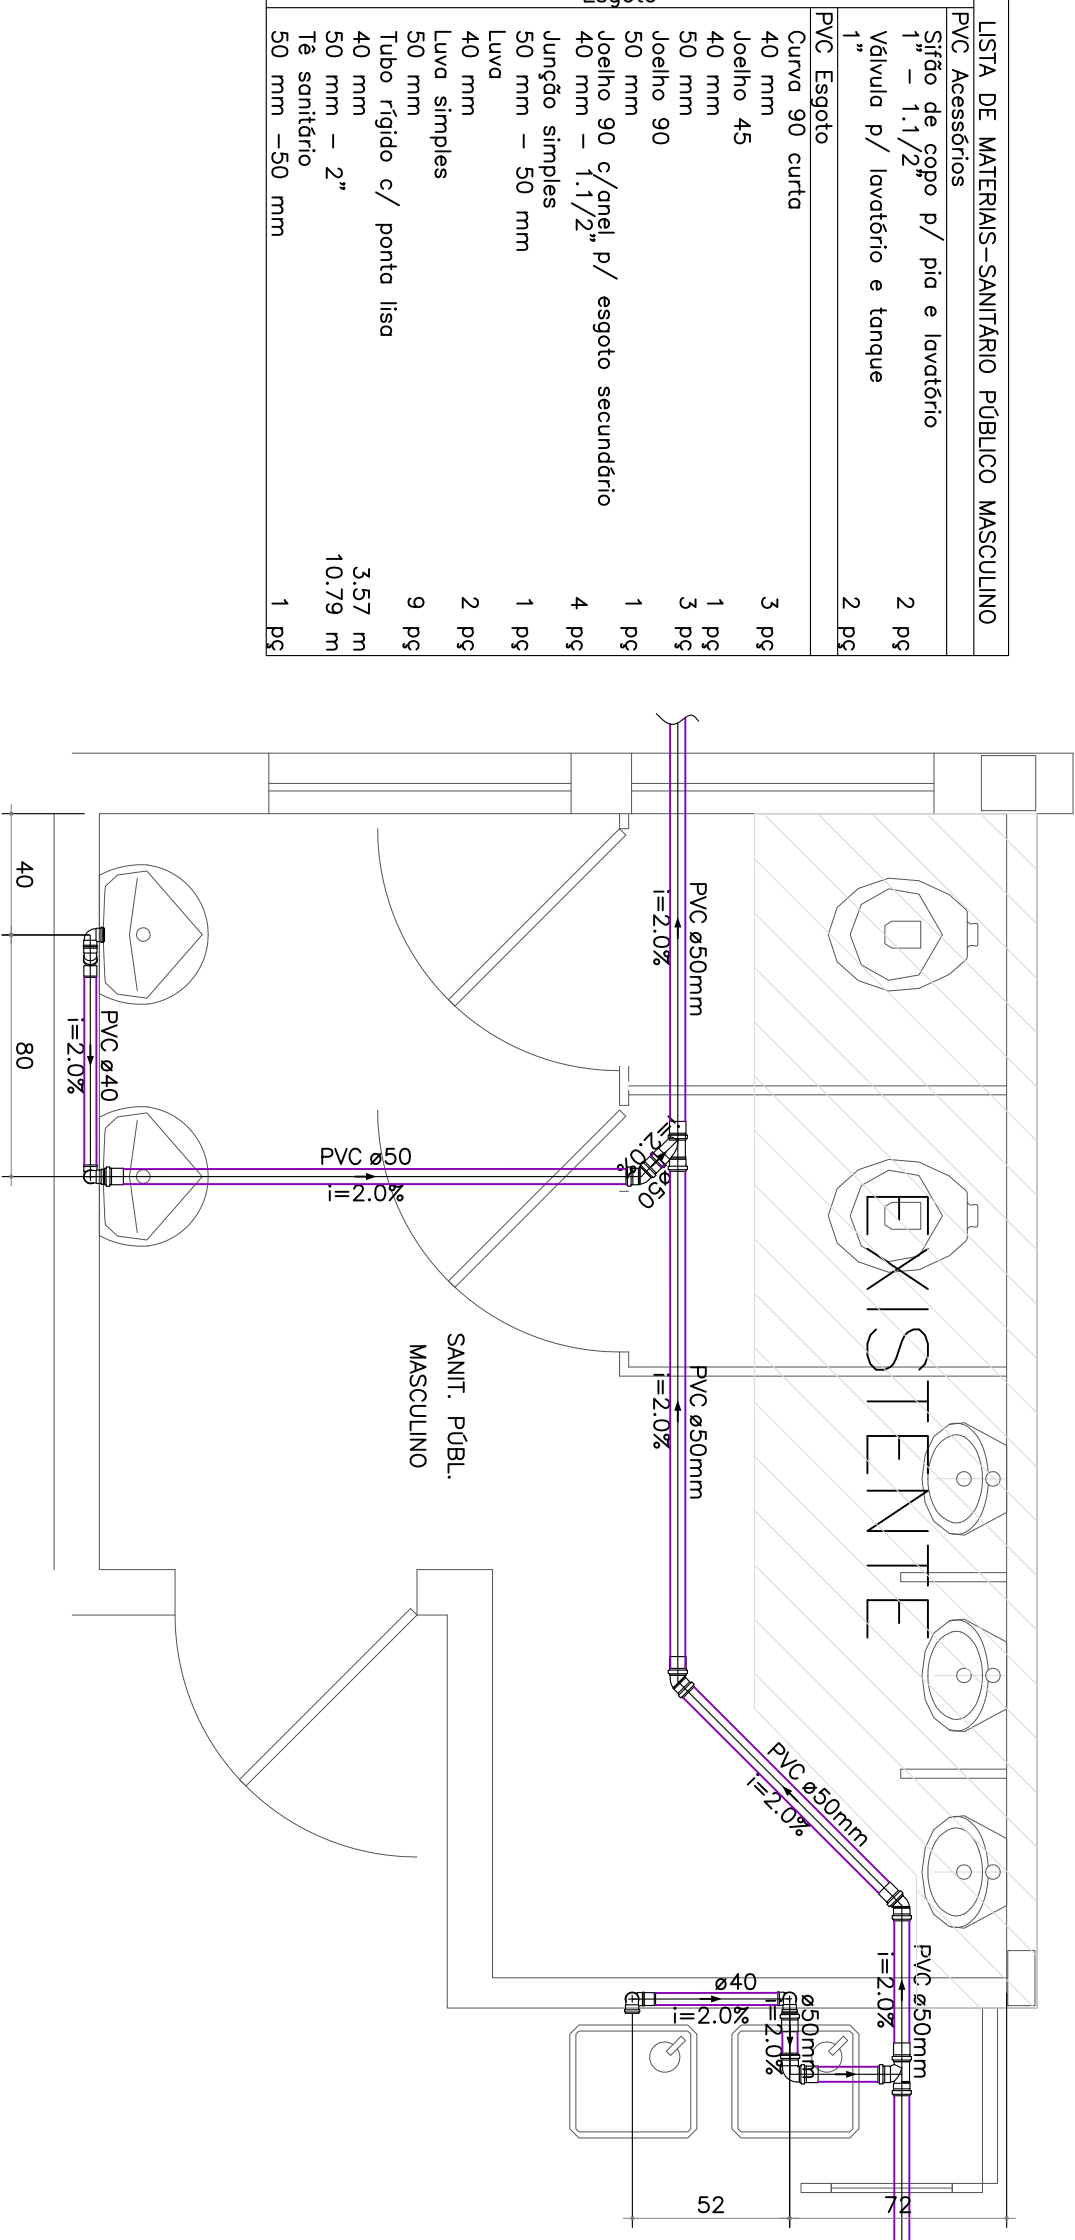 LISTA DE MATERIAIS-SANITÁRIO PÚBLICO MASCULINO
PVC Acessórios
Sifão de copo p/ pia e lavatório
1" - 1.1/2" 2 pç
Válvula p/ lavatório e tanque
1" 2 pç
PVC Esgoto
Curva 90 curta
40 mm 3 pç
Joelho 45
40 mm 1 pç
50 mm 3 pç
Joelho 90
50 mm 1 pç
Joelho 90 c/anel p/ esgoto secundário
40 mm - 1.1/2" 4 pç
Junção simples
50 mm - 50 mm 1 pç
Luva
40 mm 2 pç
Luva simples
50 mm 9 pç
Tubo rígido c/ ponta lisa
40 mm 3.57 m
50 mm - 2" 10.79 m
Tê sanitário
50 mm -50 mm 1 pç
EXISTENTE
PVC ø50mm
i=2.0%
PVC ø50mm
i=2.0%
PVC ø50mm
i=2.0%
PVC ø50mm
i=2.0%
ø50
i=2.0%
PVC ø50
i=2.0%
PVC ø40
i=2.0%
SANIT. PÚBL.
MASCULINO
ø40
i=2.0%
ø50mm
i=2.0%
40
80
52
72